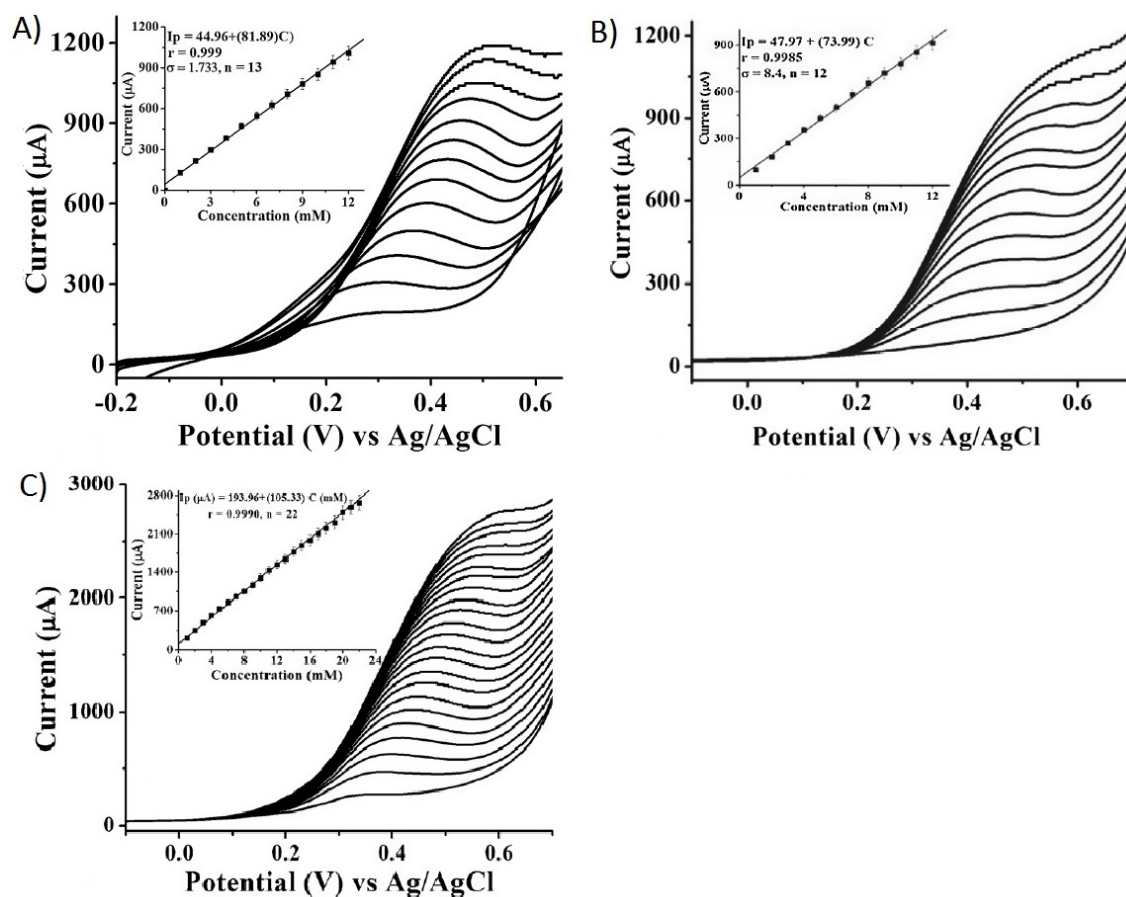 A)
Ip = 44.96+(81.89)C
r = 0.999
σ = 1.733, n = 13
1200
900
600
300
0
0 3 6 9 12
Concentration (mM)
Current (μA)
1200
900
600
300
0
-0.2 0.0 0.2 0.4 0.6
Current (μA)
Potential (V) vs Ag/AgCl
B)
Ip = 47.97 + (73.99) C
r = 0.9985
σ = 8.4, n = 12
900
600
300
0
0 3 6 9 12
Concentration (mM)
Current (μA)
1200
900
600
300
0
0.0 0.2 0.4 0.6
Current (μA)
Potential (V) vs Ag/AgCl
C)
Ip (μA) = 193.96+(105.33) C (mM)
r = 0.9990, n = 22
2800
2100
1400
700
0
0 4 8 12 16 20 24
Concentration (mM)
Current (μA)
3000
2000
1000
0
0.0 0.2 0.4 0.6
Current (μA)
Potential (V) vs Ag/AgCl